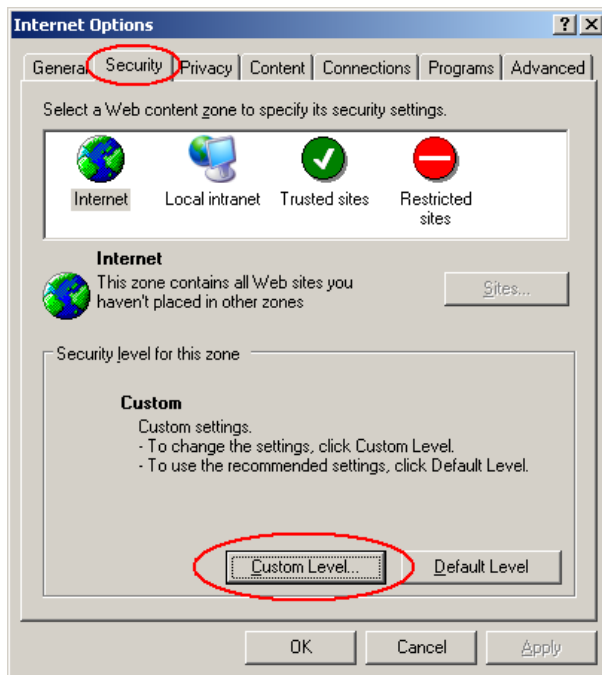 Internet Options
General Security Privacy Content Connections Programs Advanced
Select a Web content zone to specify its security settings.
Internet Local intranet Trusted sites Restricted
sites
Internet
This zone contains all Web sites you
haven't placed in other zones
Sites...
Security level for this zone
Custom
Custom settings.
- To change the settings, click Custom Level.
- To use the recommended settings, click Default Level.
Custom Level... Default Level
OK Cancel Apply